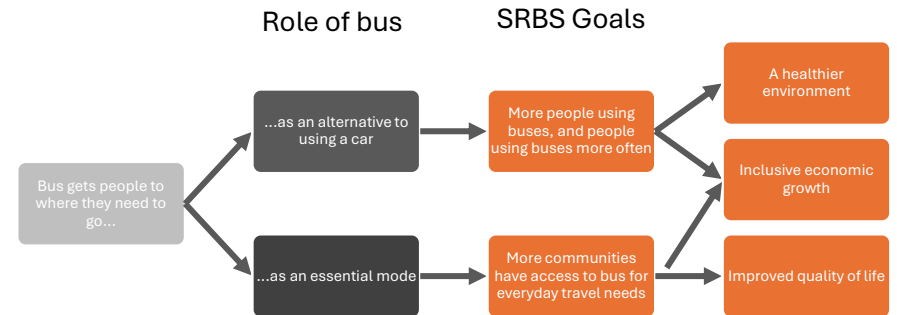 Role of bus
SRBS Goals
Bus gets people to
where they need to
go...
...as an alternative to
using a car
...as an essential mode
More people using
buses, and people
using buses more often
More communities
have access to bus for
everyday travel needs
A healthier
environment
Inclusive economic
growth
Improved quality of life